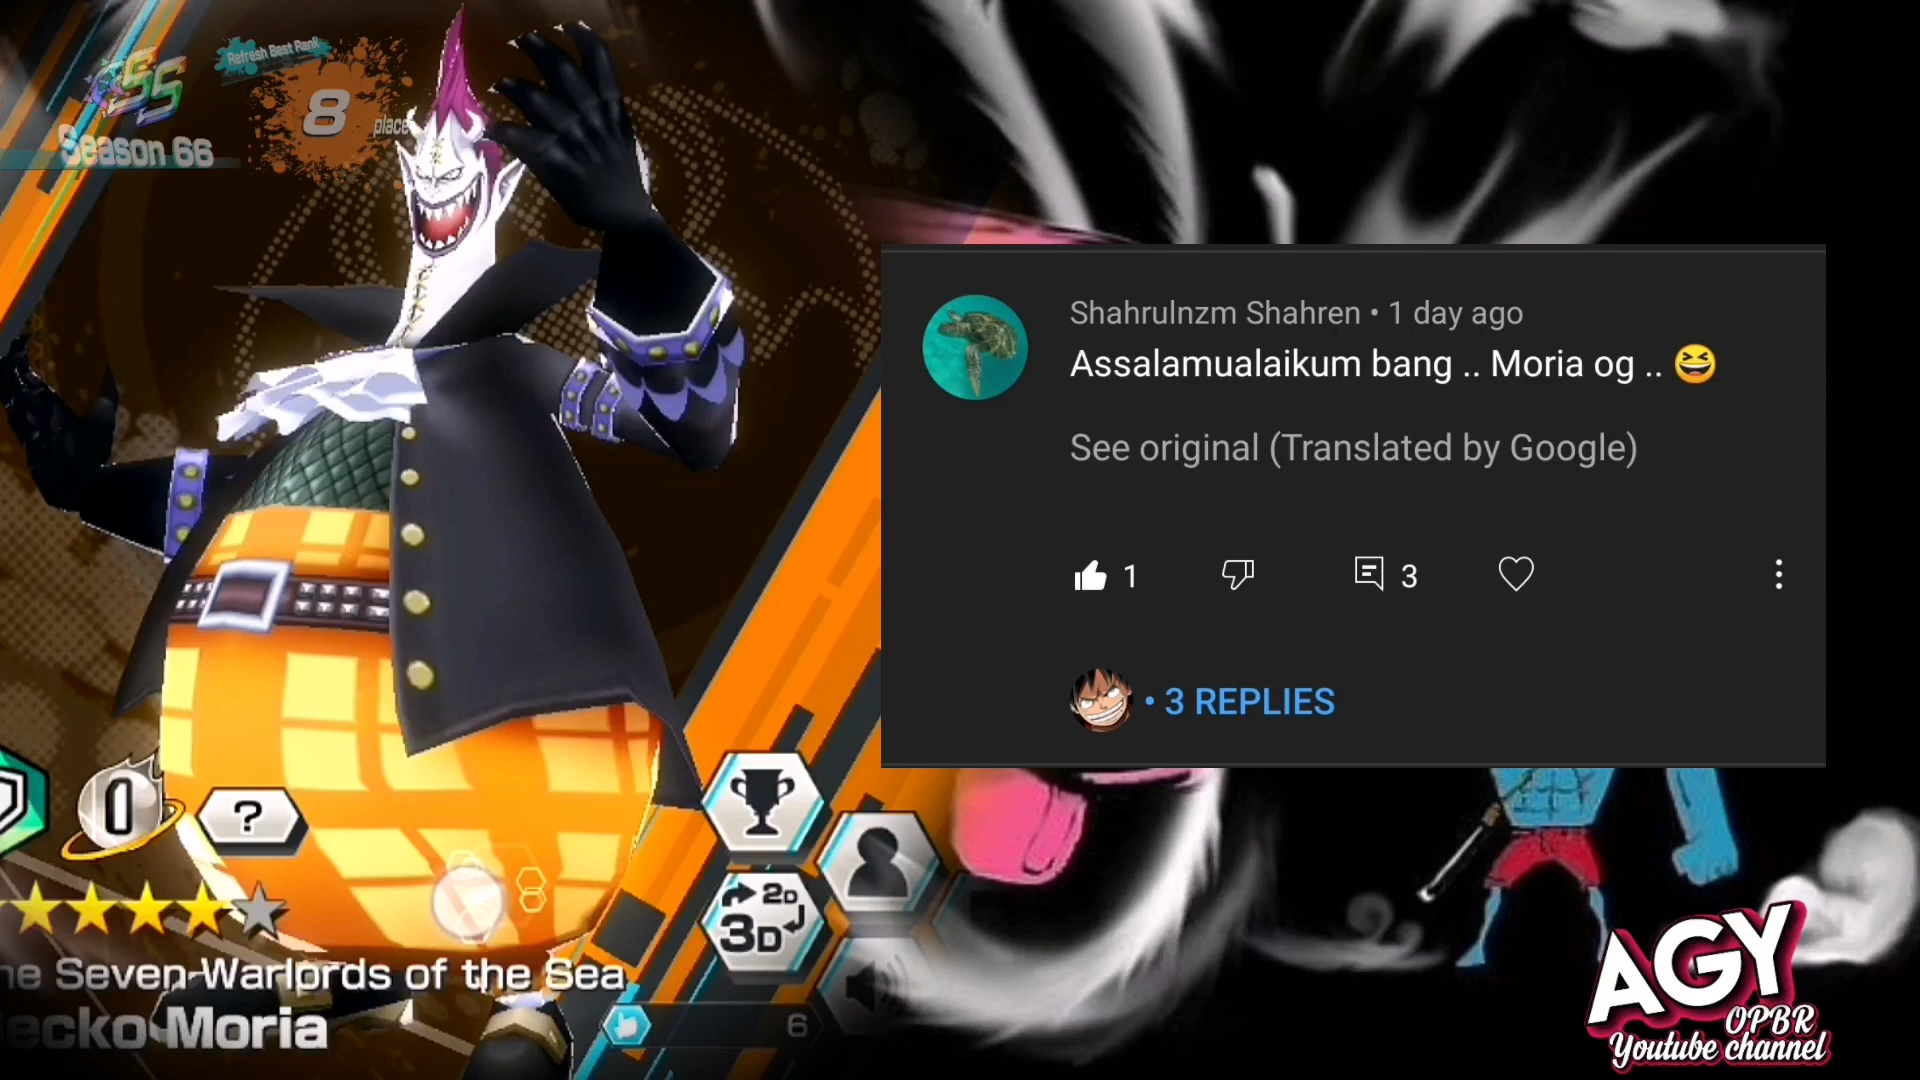 SS
Refresh Best Rank
8
place
Season 66
Shahrulnzm Shahren • 1 day ago
Assalamualaikum bang .. Moria og .. 😆
See original (Translated by Google)
1
3
• 3 REPLIES
0
?
2D
3D
he Seven Warlords of the Sea
ecko Moria
6
AGY
OPBR
Youtube channel